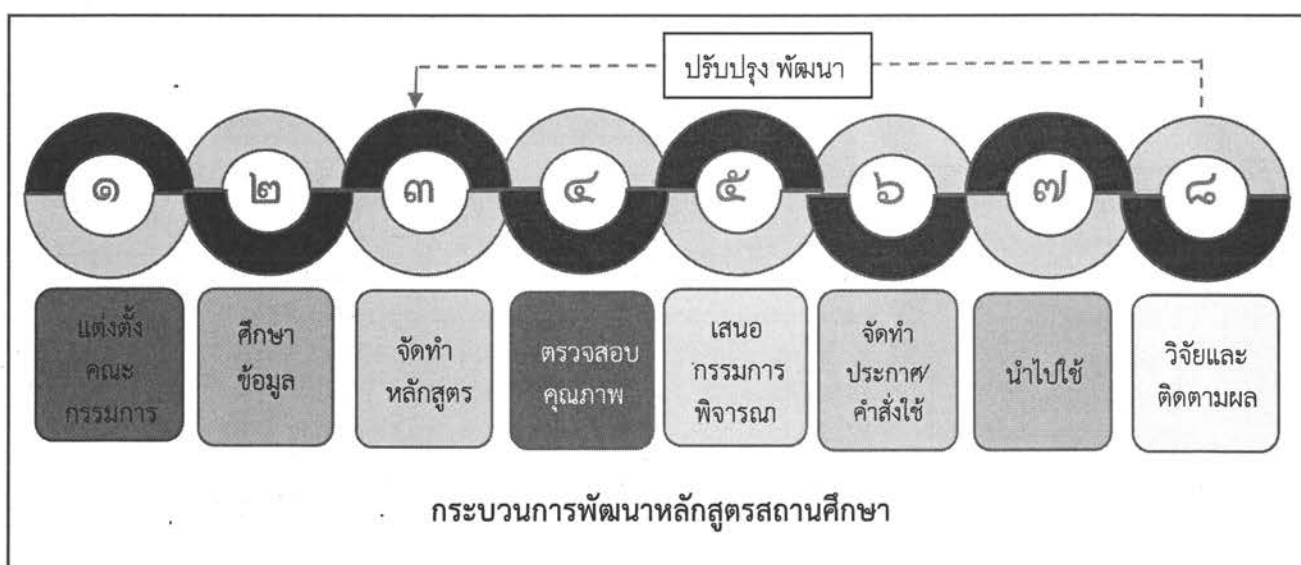 ปรับปรุง พัฒนา
๑
๒
๓
๔
๕
๖
๗
๘
แต่งตั้ง
คณะ
กรรมการ
ศึกษา
ข้อมูล
จัดทำ
หลักสูตร
ตรวจสอบ
คุณภาพ
เสนอ
กรรมการ
พิจารณา
จัดทำ
ประกาศ/
คำสั่งใช้
นำไปใช้
วิจัยและ
ติดตามผล
กระบวนการพัฒนาหลักสูตรสถานศึกษา